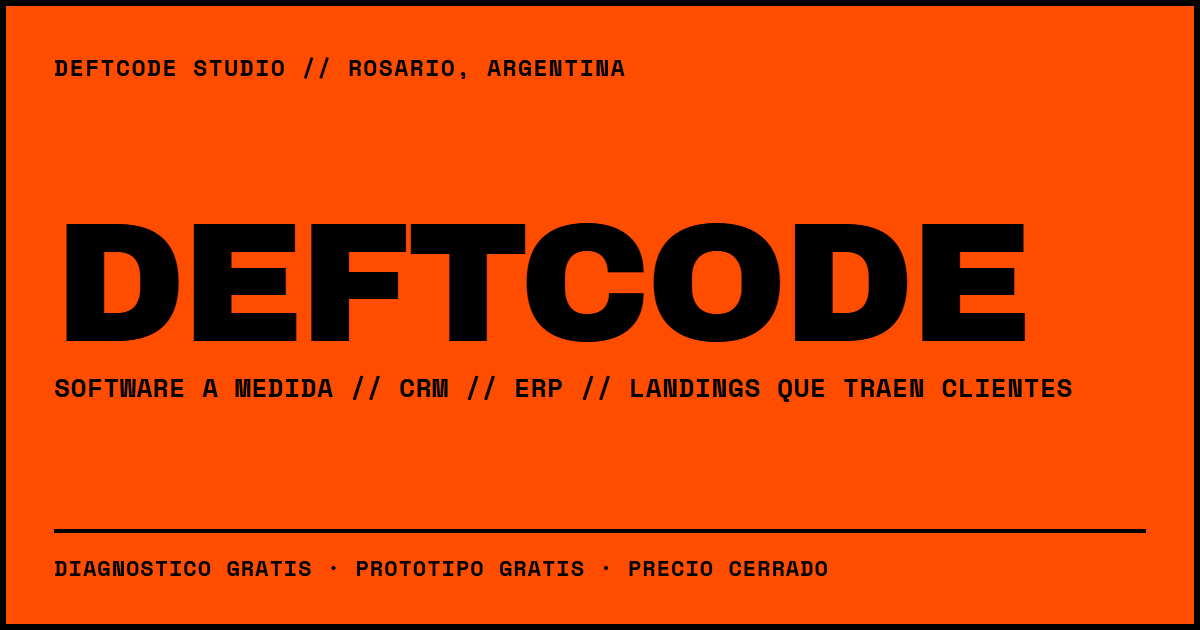 DEFTCODE STUDIO // ROSARIO, ARGENTINA
DEFTCODE
SOFTWARE A MEDIDA // CRM // ERP // LANDINGS QUE TRAEN CLIENTES
DIAGNOSTICO GRATIS · PROTOTIPO GRATIS · PRECIO CERRADO